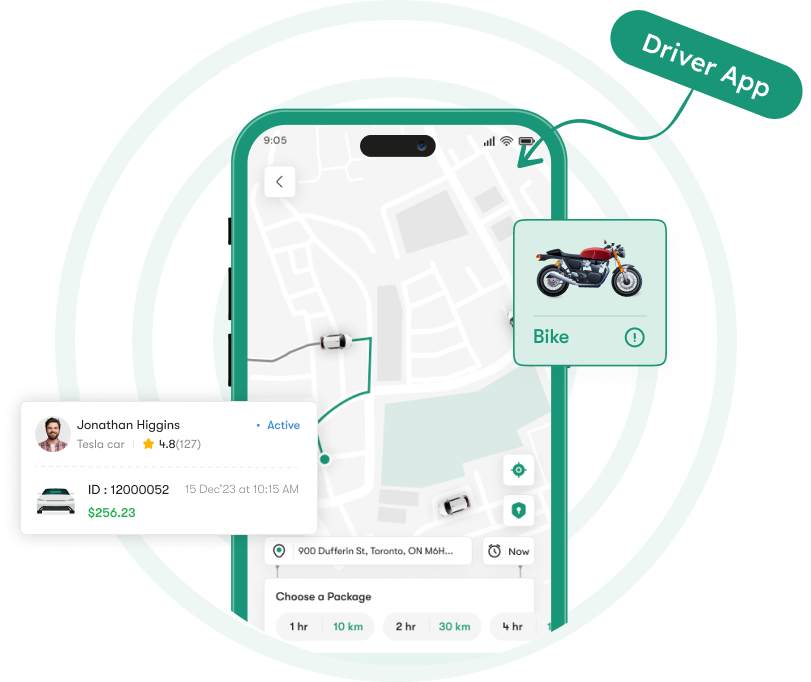 Driver App
9:05
Bike
Jonathan Higgins
• Active
Tesla car
4.8(127)
ID : 12000052
15 Dec'23 at 10:15 AM
$256.23
900 Dufferin St, Toronto, ON M6H...
Now
Choose a Package
1 hr 10 km
2 hr 30 km
4 hr